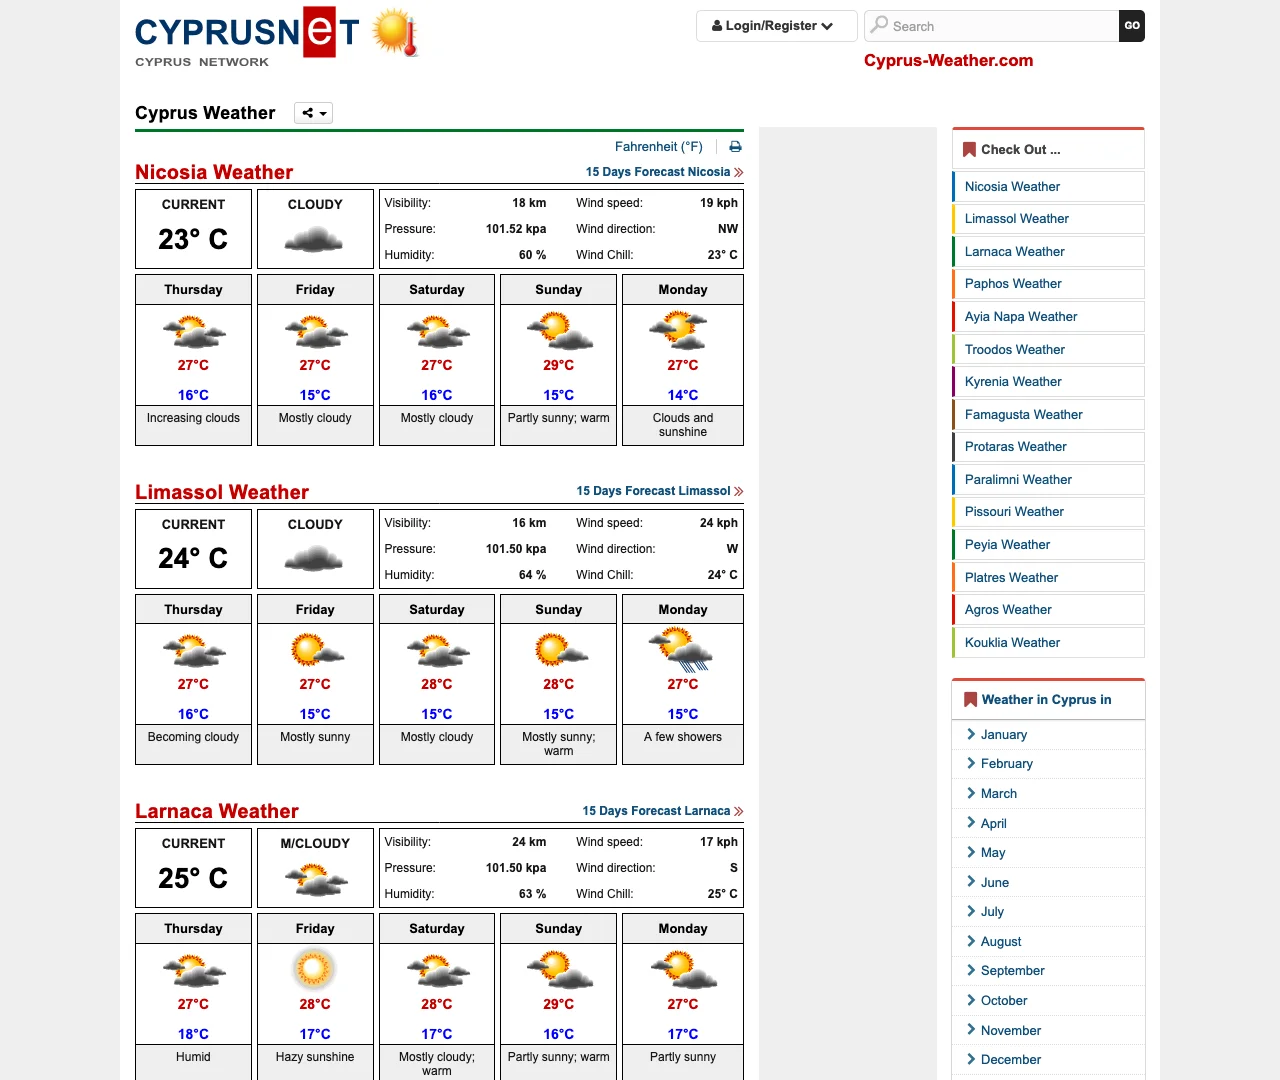 CYPRUSNeT
CYPRUS NETWORK
Login/Register
Search
GO
Cyprus-Weather.com
Cyprus Weather
Fahrenheit (°F)
Nicosia Weather
15 Days Forecast Nicosia
CURRENT
23° C
CLOUDY
Visibility: 18 km Wind speed: 19 kph
Pressure: 101.52 kpa Wind direction: NW
Humidity: 60 % Wind Chill: 23° C
Thursday Friday Saturday Sunday Monday
27°C 27°C 27°C 29°C 27°C
16°C 15°C 16°C 15°C 14°C
Increasing clouds Mostly cloudy Mostly cloudy Partly sunny; warm Clouds and
sunshine
Limassol Weather
15 Days Forecast Limassol
CURRENT
24° C
CLOUDY
Visibility: 16 km Wind speed: 24 kph
Pressure: 101.50 kpa Wind direction: W
Humidity: 64 % Wind Chill: 24° C
Thursday Friday Saturday Sunday Monday
27°C 27°C 28°C 28°C 27°C
16°C 15°C 15°C 15°C 15°C
Becoming cloudy Mostly sunny Mostly cloudy Mostly sunny; A few showers
warm
Larnaca Weather
15 Days Forecast Larnaca
CURRENT
25° C
M/CLOUDY
Visibility: 24 km Wind speed: 17 kph
Pressure: 101.50 kpa Wind direction: S
Humidity: 63 % Wind Chill: 25° C
Thursday Friday Saturday Sunday Monday
27°C 28°C 28°C 29°C 27°C
18°C 17°C 17°C 16°C 17°C
Humid Hazy sunshine Mostly cloudy; Partly sunny; warm Partly sunny
warm
Check Out ...
Nicosia Weather
Limassol Weather
Larnaca Weather
Paphos Weather
Ayia Napa Weather
Troodos Weather
Kyrenia Weather
Famagusta Weather
Protaras Weather
Paralimni Weather
Pissouri Weather
Peyia Weather
Platres Weather
Agros Weather
Kouklia Weather
Weather in Cyprus in
January
February
March
April
May
June
July
August
September
October
November
December